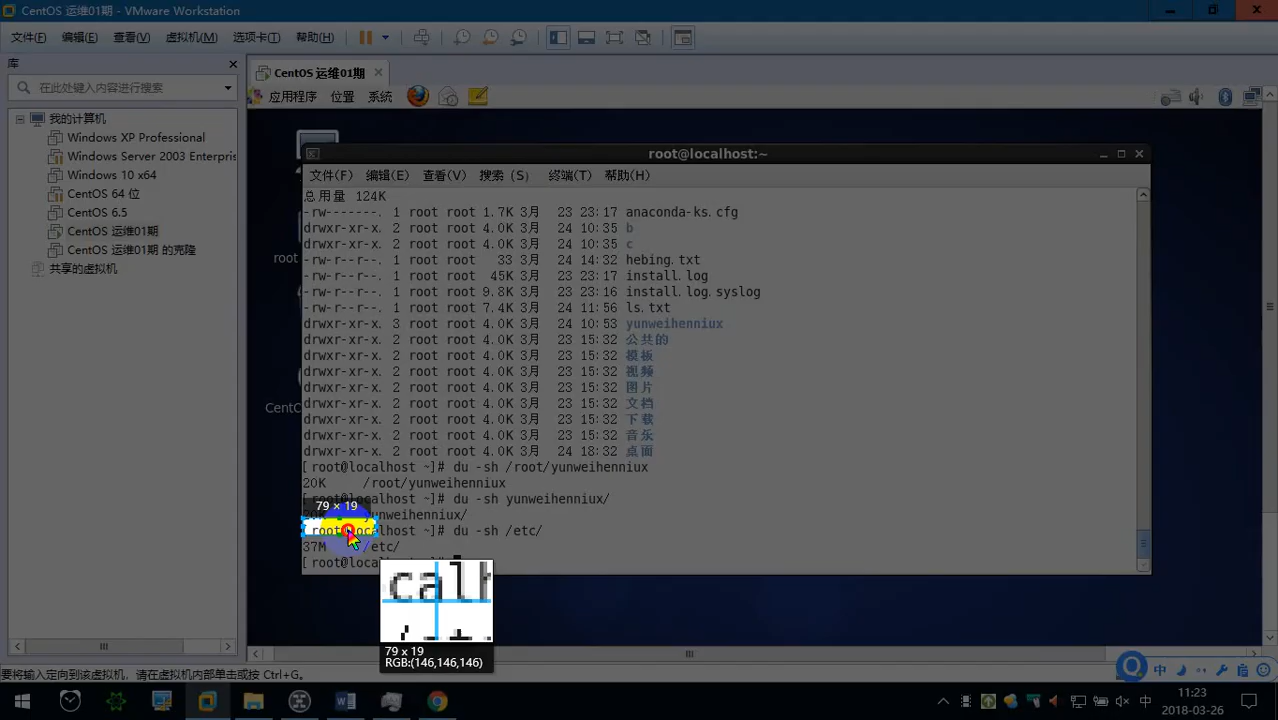 CentOS 运维01期 - VMware Workstation
文件(F) 编辑(E) 查看(V) 虚拟机(M) 选项卡(T) 帮助(H)
库
在此处键入内容进行搜索
我的计算机
Windows XP Professional
Windows Server 2003 Enterpris
Windows 10 x64
CentOS 64 位
CentOS 6.5
CentOS 运维01期
CentOS 运维01期 的克隆
共享的虚拟机
CentOS 运维01期
应用程序 位置 系统
root
CentC
root@localhost:~
文件(F) 编辑(E) 查看(V) 搜索 (S) 终端(T) 帮助(H)
总用量 124K
-rw-------. 1 root root 1.7K 3月 23 23:17 anaconda-ks.cfg
drwxr-xr-x. 2 root root 4.0K 3月 24 10:35 b
drwxr-xr-x. 2 root root 4.0K 3月 24 10:35 c
-rw-r--r--. 1 root root 33 3月 24 14:32 hebing.txt
-rw-r--r--. 1 root root 45K 3月 23 23:17 install.log
-rw-r--r--. 1 root root 9.8K 3月 23 23:16 install.log.syslog
-rw-r--r--. 1 root root 7.4K 3月 24 11:56 ls.txt
drwxr-xr-x. 3 root root 4.0K 3月 24 10:53 yunweihenniux
drwxr-xr-x. 2 root root 4.0K 3月 23 15:32 公共的
drwxr-xr-x. 2 root root 4.0K 3月 23 15:32 模板
drwxr-xr-x. 2 root root 4.0K 3月 23 15:32 视频
drwxr-xr-x. 2 root root 4.0K 3月 23 15:32 图片
drwxr-xr-x. 2 root root 4.0K 3月 23 15:32 文档
drwxr-xr-x. 2 root root 4.0K 3月 23 15:32 下载
drwxr-xr-x. 2 root root 4.0K 3月 23 15:32 音乐
drwxr-xr-x. 2 root root 4.0K 3月 24 18:32 桌面
[root@localhost ~]# du -sh /root/yunweihenniux
20K /root/yunweihenniux
[root@localhost ~]# du -sh yunweihenniux/
79 × 19
20K yunweihenniux/
[root@localhost ~]# du -sh /etc/
37M /etc/
[root@localhost
79 x 19
RGB:(146,146,146)
要将输入定向到该虚拟机，请在虚拟机内部单击或按 Ctrl+G。
中
中
11:23
2018-03-26